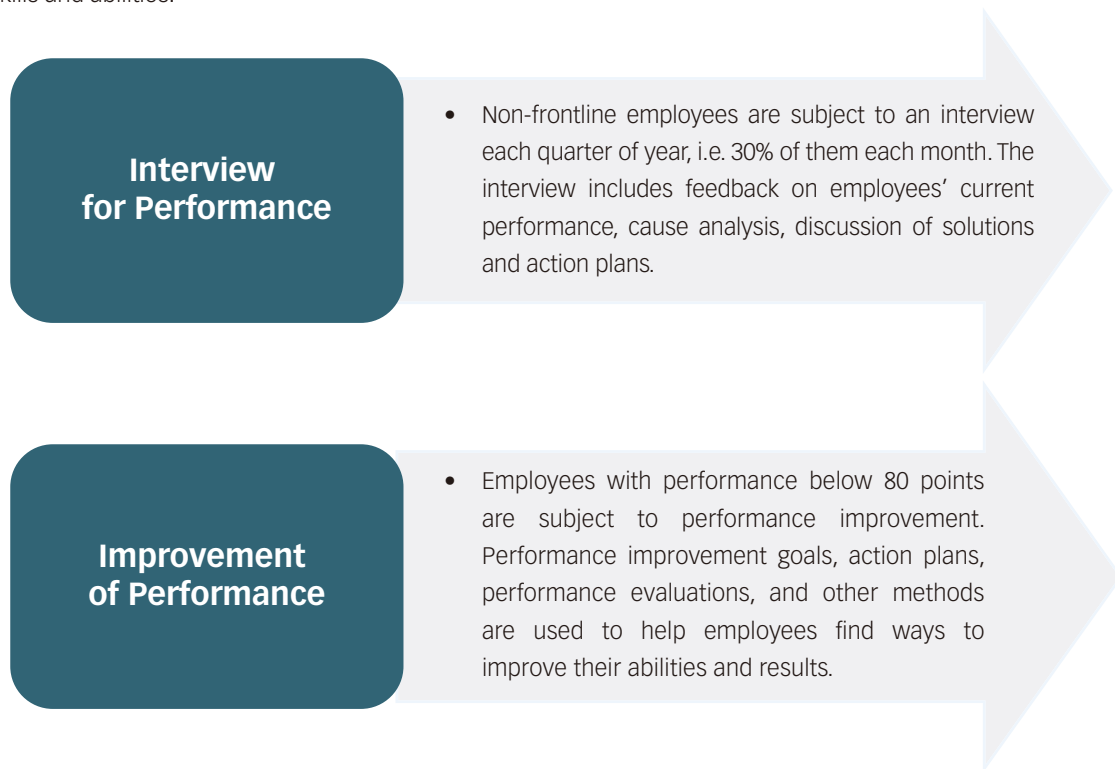 skills and abilities.
Interview
for Performance
• Non-frontline employees are subject to an interview
each quarter of year, i.e. 30% of them each month. The
interview includes feedback on employees’ current
performance, cause analysis, discussion of solutions
and action plans.
Improvement
of Performance
• Employees with performance below 80 points
are subject to performance improvement.
Performance improvement goals, action plans,
performance evaluations, and other methods
are used to help employees find ways to
improve their abilities and results.